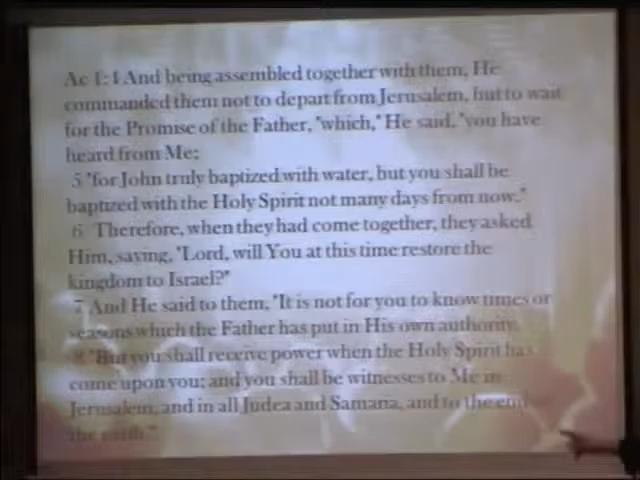 Ac 1:4 And being assembled together with them, He
commanded them not to depart from Jerusalem, but to wait
for the Promise of the Father, "which," He said, "you have
heard from Me;
5 "for John truly baptized with water, but you shall be
baptized with the Holy Spirit not many days from now."
6 Therefore, when they had come together, they asked
Him, saying, "Lord, will You at this time restore the
kingdom to Israel?"
7 And He said to them, "It is not for you to know times or
seasons which the Father has put in His own authority.
8 "But you shall receive power when the Holy Spirit has
come upon you; and you shall be witnesses to Me in
Jerusalem, and in all Judea and Samaria, and to the end
the earth."